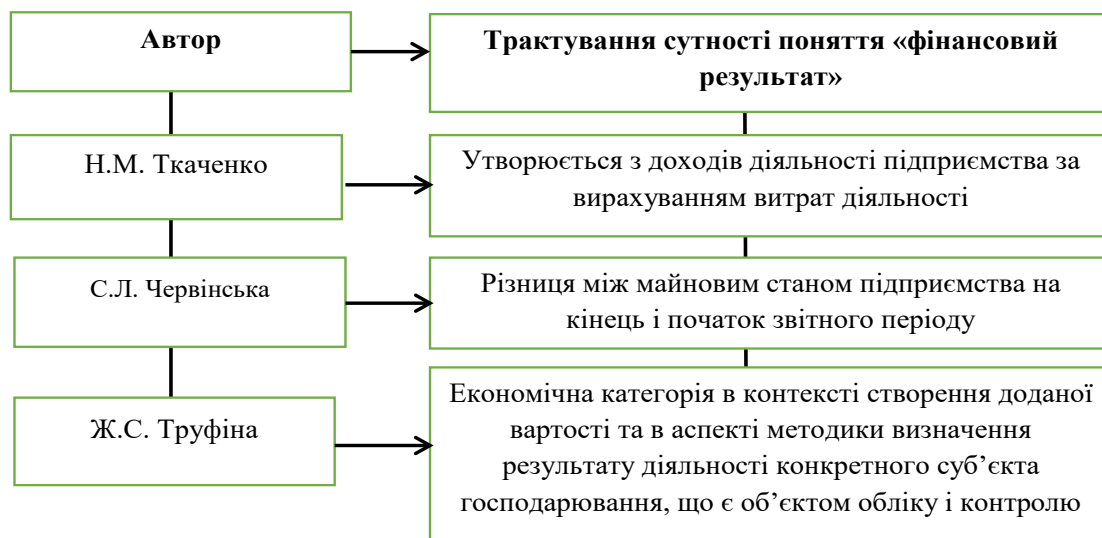 Автор
Трактування сутності поняття «фінансовий
результат»
Н.М. Ткаченко
Утворюється з доходів діяльності підприємства за
вирахуванням витрат діяльності
С.Л. Червінська
Різниця між майновим станом підприємства на
кінець і початок звітного періоду
Ж.С. Труфіна
Економічна категорія в контексті створення доданої
вартості та в аспекті методики визначення
результату діяльності конкретного суб’єкта
господарювання, що є об’єктом обліку і контролю